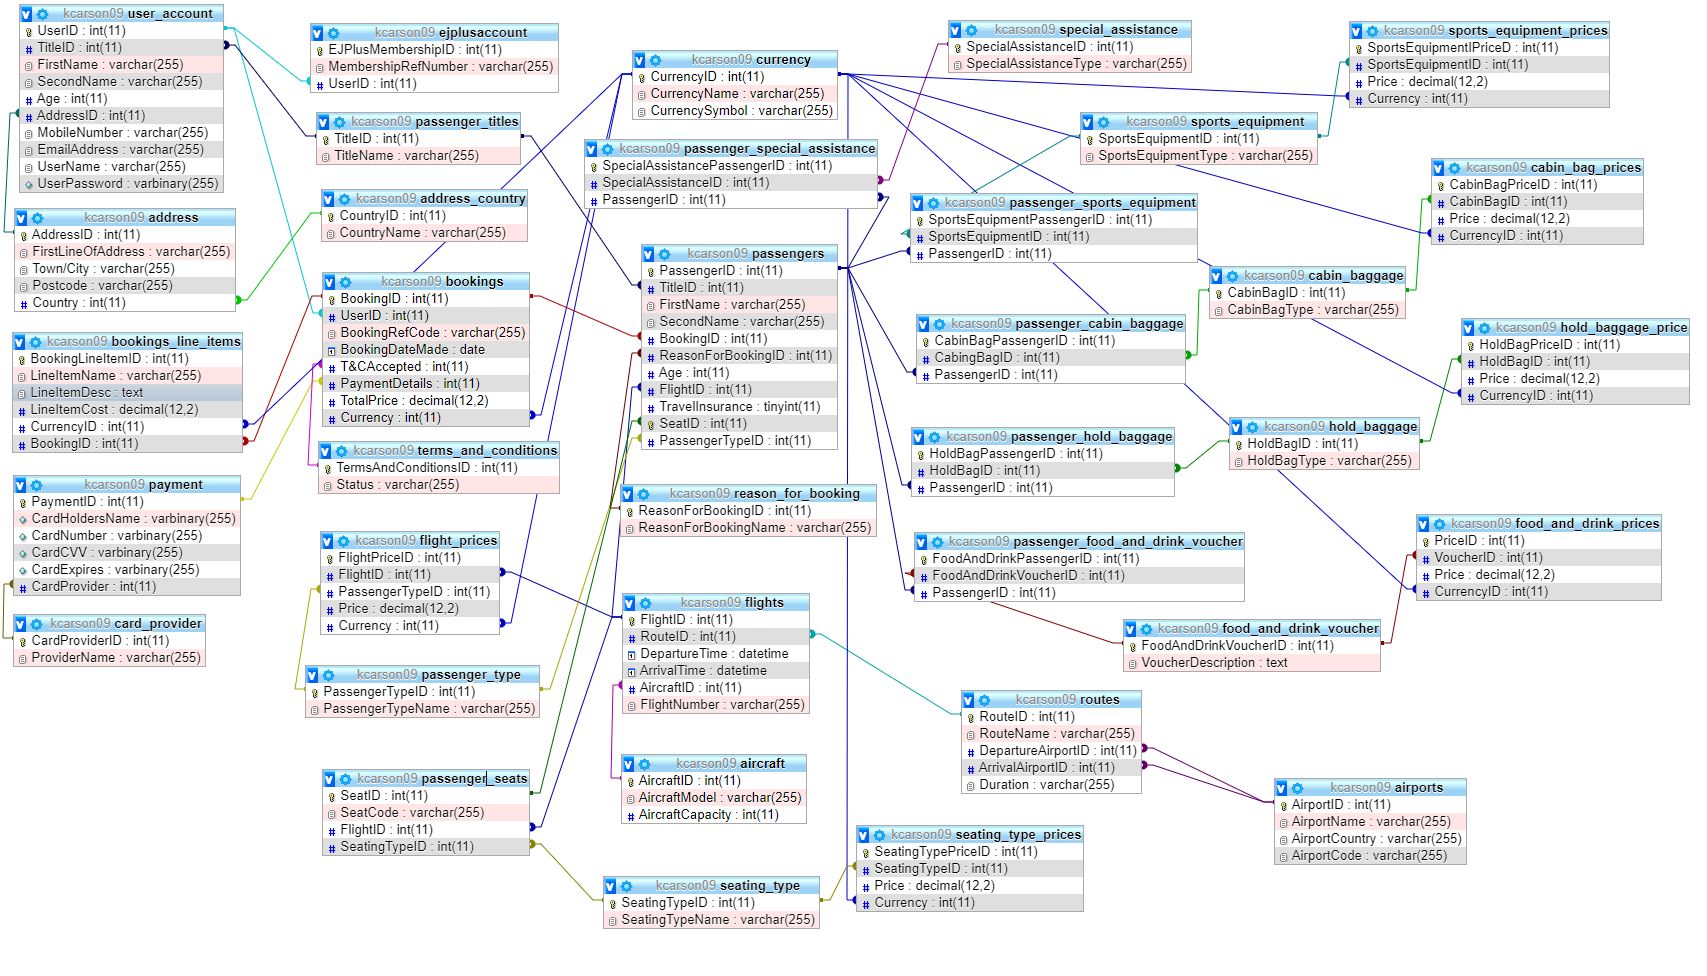 kcarson09 user_account
UserID : int(11)
TitleID : int(11)
FirstName : varchar(255)
SecondName : varchar(255)
Age : int(11)
AddressID : int(11)
MobileNumber : varchar(255)
EmailAddress : varchar(255)
UserName : varchar(255)
UserPassword : varbinary(255)
kcarson09 address
AddressID : int(11)
FirstLineOfAddress : varchar(255)
Town/City : varchar(255)
Postcode : varchar(255)
Country : int(11)
kcarson09 bookings_line_items
BookingLineItemID : int(11)
LineItemName : varchar(255)
LineItemDesc : text
LineItemCost : decimal(12,2)
CurrencyID : int(11)
BookingID : int(11)
kcarson09 payment
PaymentID : int(11)
CardHoldersName : varbinary(255)
CardNumber : varbinary(255)
CardCVV : varbinary(255)
CardExpires : varbinary(255)
CardProvider : int(11)
kcarson09 card_provider
CardProviderID : int(11)
ProviderName : varchar(255)
kcarson09 ejplusaccount
EJPlusMembershipID : int(11)
MembershipRefNumber : varchar(255)
UserID : int(11)
kcarson09 passenger_titles
TitleID : int(11)
TitleName : varchar(255)
kcarson09 address_country
CountryID : int(11)
CountryName : varchar(255)
kcarson09 bookings
BookingID : int(11)
UserID : int(11)
BookingRefCode : varchar(255)
BookingDateMade : date
T&CAccepted : int(11)
PaymentDetails : int(11)
TotalPrice : decimal(12,2)
Currency : int(11)
kcarson09 terms_and_conditions
TermsAndConditionsID : int(11)
Status : varchar(255)
kcarson09 flight_prices
FlightPriceID : int(11)
FlightID : int(11)
PassengerTypeID : int(11)
Price : decimal(12,2)
Currency : int(11)
kcarson09 passenger_type
PassengerTypeID : int(11)
PassengerTypeName : varchar(255)
kcarson09 passenger_seats
SeatID : int(11)
SeatCode : varchar(255)
FlightID : int(11)
SeatingTypeID : int(11)
kcarson09 currency
CurrencyID : int(11)
CurrencyName : varchar(255)
CurrencySymbol : varchar(255)
kcarson09 passenger_special_assistance
SpecialAssistancePassengerID : int(11)
SpecialAssistanceID : int(11)
PassengerID : int(11)
kcarson09 passengers
PassengerID : int(11)
TitleID : int(11)
FirstName : varchar(255)
SecondName : varchar(255)
BookingID : int(11)
ReasonForBookingID : int(11)
Age : int(11)
FlightID : int(11)
TravelInsurance : tinyint(11)
SeatID : int(11)
PassengerTypeID : int(11)
kcarson09 reason_for_booking
ReasonForBookingID : int(11)
ReasonForBookingName : varchar(255)
kcarson09 flights
FlightID : int(11)
RouteID : int(11)
DepartureTime : datetime
ArrivalTime : datetime
AircraftID : int(11)
FlightNumber : varchar(255)
kcarson09 aircraft
AircraftID : int(11)
AircraftModel : varchar(255)
AircraftCapacity : int(11)
kcarson09 seating_type
SeatingTypeID : int(11)
SeatingTypeName : varchar(255)
kcarson09 special_assistance
SpecialAssistanceID : int(11)
SpecialAssistanceType : varchar(255)
kcarson09 sports_equipment
SportsEquipmentID : int(11)
SportsEquipmentType : varchar(255)
kcarson09 passenger_sports_equipment
SportsEquipmentPassengerID : int(11)
SportsEquipmentID : int(11)
PassengerID : int(11)
kcarson09 passenger_cabin_baggage
CabinBagPassengerID : int(11)
CabingBagID : int(11)
PassengerID : int(11)
kcarson09 passenger_hold_baggage
HoldBagPassengerID : int(11)
HoldBagID : int(11)
PassengerID : int(11)
kcarson09 passenger_food_and_drink_voucher
FoodAndDrinkPassengerID : int(11)
FoodAndDrinkVoucherID : int(11)
PassengerID : int(11)
kcarson09 food_and_drink_voucher
FoodAndDrinkVoucherID : int(11)
VoucherDescription : text
kcarson09 routes
RouteID : int(11)
RouteName : varchar(255)
DepartureAirportID : int(11)
ArrivalAirportID : int(11)
Duration : varchar(255)
kcarson09 seating_type_prices
SeatingTypePriceID : int(11)
SeatingTypeID : int(11)
Price : decimal(12,2)
Currency : int(11)
kcarson09 sports_equipment_prices
SportsEquipmentIPriceD : int(11)
SportsEquipmentID : int(11)
Price : decimal(12,2)
Currency : int(11)
kcarson09 cabin_bag_prices
CabinBagPriceID : int(11)
CabinBagID : int(11)
Price : decimal(12,2)
CurrencyID : int(11)
kcarson09 cabin_baggage
CabinBagID : int(11)
CabinBagType : varchar(255)
kcarson09 hold_baggage_price
HoldBagPriceID : int(11)
HoldBagID : int(11)
Price : decimal(12,2)
CurrencyID : int(11)
kcarson09 hold_baggage
HoldBagID : int(11)
HoldBagType : varchar(255)
kcarson09 food_and_drink_prices
PriceID : int(11)
VoucherID : int(11)
Price : decimal(12,2)
CurrencyID : int(11)
kcarson09 airports
AirportID : int(11)
AirportName : varchar(255)
AirportCountry : varchar(255)
AirportCode : varchar(255)